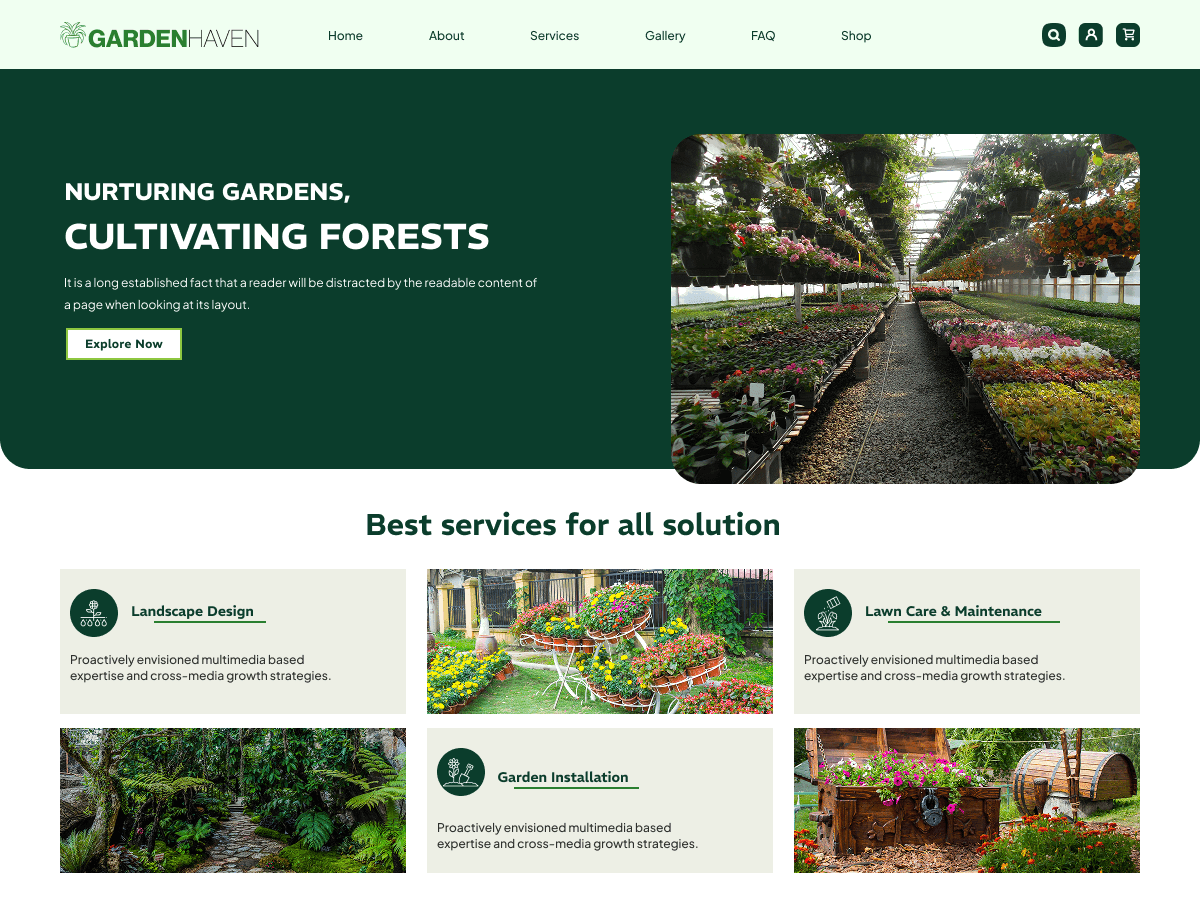 GARDENHAVEN
Home
About
Services
Gallery
FAQ
Shop
NURTURING GARDENS,
CULTIVATING FORESTS
It is a long established fact that a reader will be distracted by the readable content of
a page when looking at its layout.
Explore Now
Best services for all solution
Landscape Design
Proactively envisioned multimedia based
expertise and cross-media growth strategies.
Lawn Care & Maintenance
Proactively envisioned multimedia based
expertise and cross-media growth strategies.
Garden Installation
Proactively envisioned multimedia based
expertise and cross-media growth strategies.